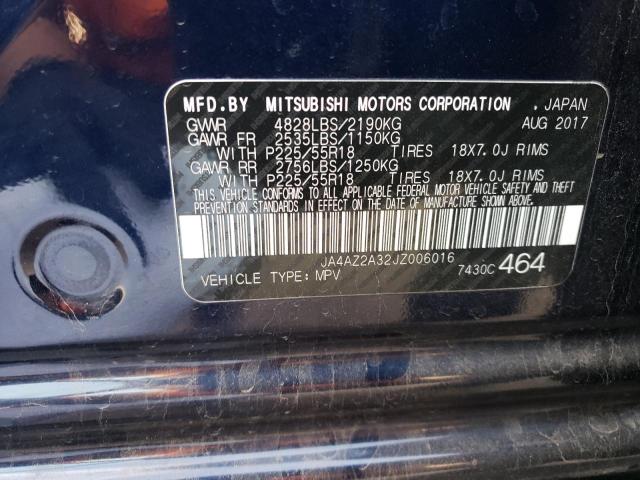 MFD.BY MITSUBISHI MOTORS CORPORATION . JAPAN
GVWR 4828LBS/2190KG AUG 2017
GAWR FR 2535LBS/1150KG
WITH P225/55R18 TIRES 18X7.0J RIMS
GAWR RR 2756LBS/1250KG
WITH P225/55R18 TIRES 18X7.0J RIMS
THIS VEHICLE CONFORMS TO ALL APPLICABLE FEDERAL MOTOR VEHICLE SAFETY AND THEFT
PREVENTION STANDARDS IN EFFECT ON THE DATE OF MANUFACTURE SHOWN ABOVE.
JA4AZ2A32JZ006016
VEHICLE TYPE: MPV 7430C 464